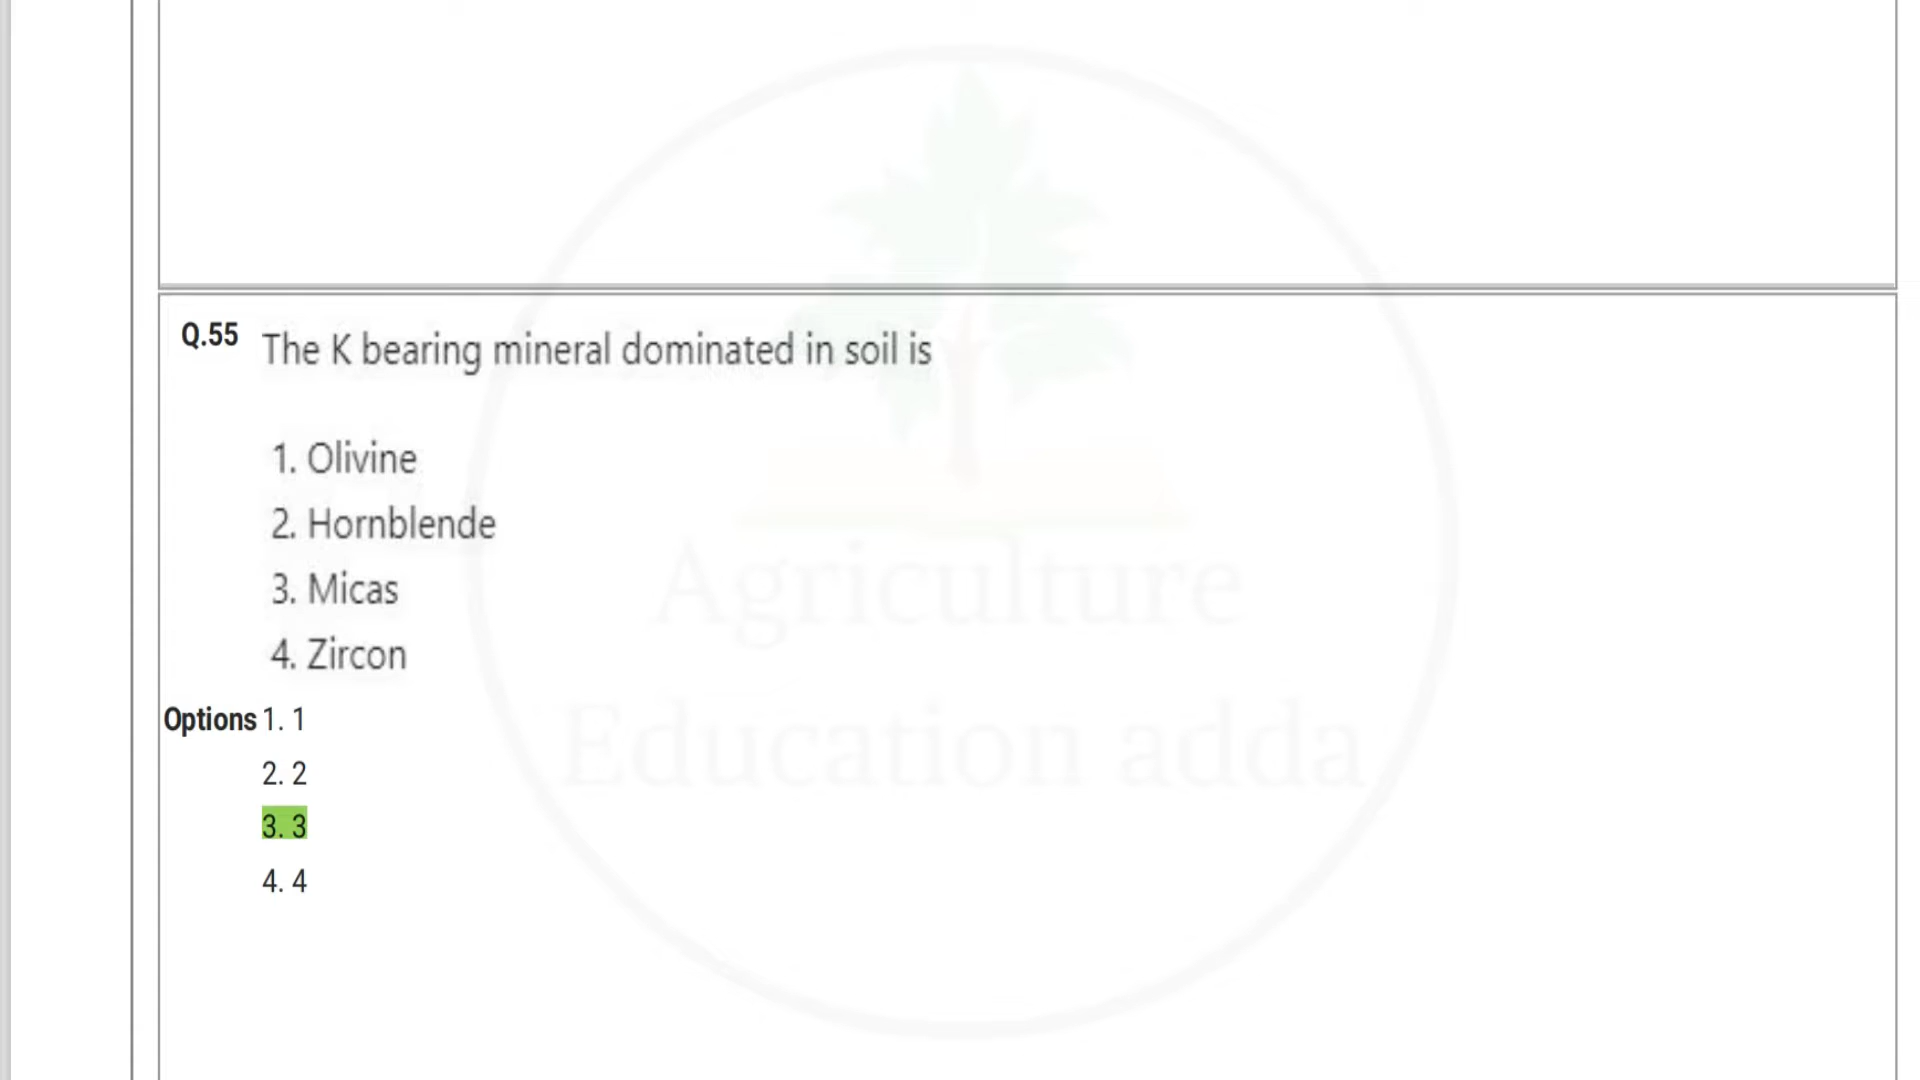 Q.55 The K bearing mineral dominated in soil is
1. Olivine
2. Hornblende
3. Micas
4. Zircon
Options 1. 1
2. 2
3. 3
4. 4
Agriculture
Education adda